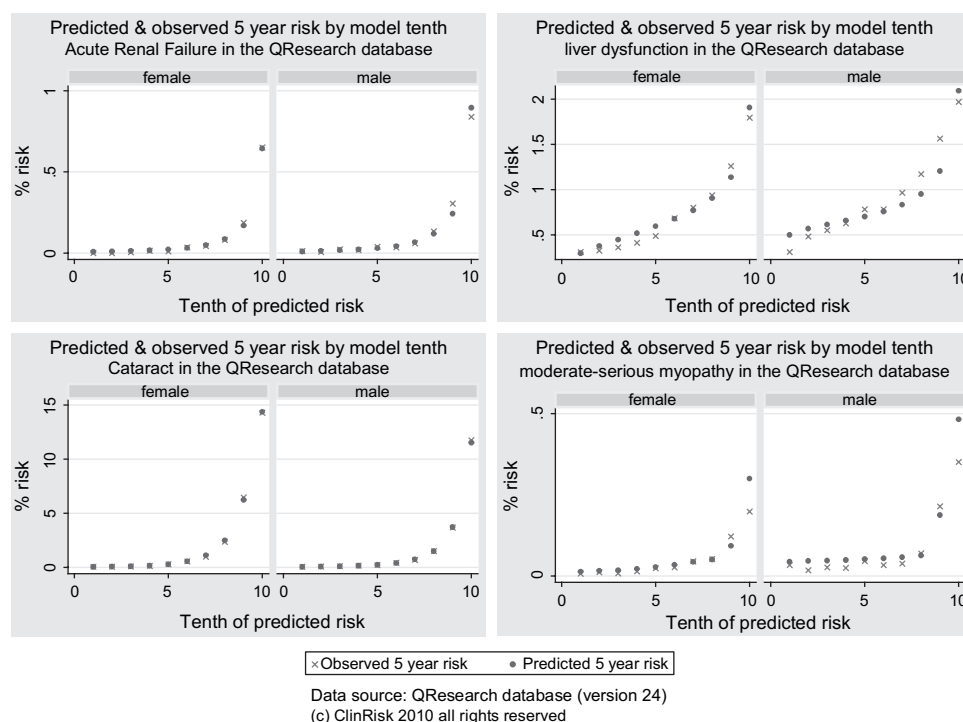 Predicted & observed 5 year risk by model tenth
Acute Renal Failure in the QResearch database
female
male
% risk
1
.5
0
0
5
10
0
5
10
Tenth of predicted risk
Predicted & observed 5 year risk by model tenth
liver dysfunction in the QResearch database
female
male
% risk
2
1.5
1
.5
0
5
10
0
5
10
Tenth of predicted risk
Predicted & observed 5 year risk by model tenth
Cataract in the QResearch database
female
male
% risk
15
10
5
0
0
5
10
0
5
10
Tenth of predicted risk
Predicted & observed 5 year risk by model tenth
moderate-serious myopathy in the QResearch database
female
male
% risk
.5
0
0
5
10
0
5
10
Tenth of predicted risk
× Observed 5 year risk ● Predicted 5 year risk
Data source: QResearch database (version 24)
(c) ClinRisk 2010 all rights reserved